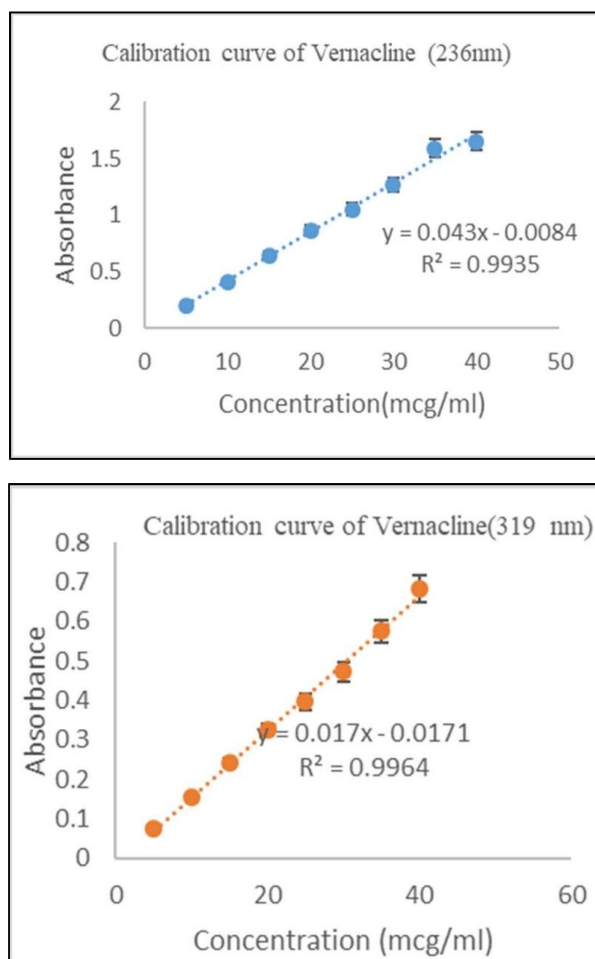 Calibration curve of Vernacline (236nm)
2
1.5
1
0.5
0
Absorbance
y = 0.043x - 0.0084
R² = 0.9935
0 10 20 30 40 50
Concentration(mcg/ml)
Calibration curve of Vernacline(319 nm)
0.8
0.7
0.6
0.5
0.4
0.3
0.2
0.1
0
Absorbance
y = 0.017x - 0.0171
R² = 0.9964
0 20 40 60
Concentration (mcg/ml)